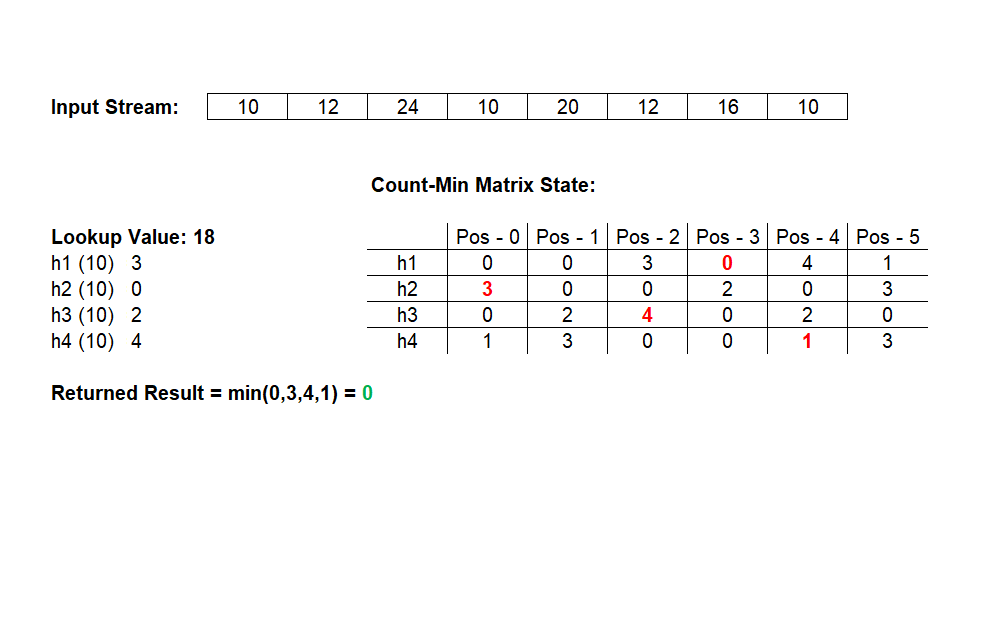 Input Stream: 10 12 24 10 20 12 16 10
Count-Min Matrix State:
Lookup Value: 18 Pos - 0 Pos - 1 Pos - 2 Pos - 3 Pos - 4 Pos - 5
h1 (10) 3 h1 0 0 3 0 4 1
h2 (10) 0 h2 3 0 0 2 0 3
h3 (10) 2 h3 0 2 4 0 2 0
h4 (10) 4 h4 1 3 0 0 1 3
Returned Result = min(0,3,4,1) = 0